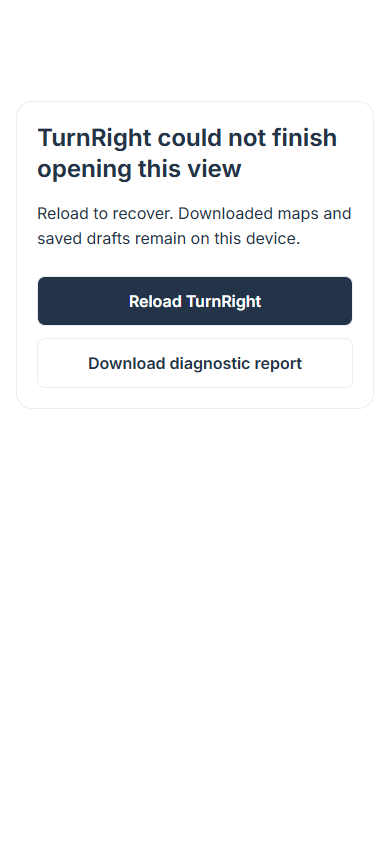 TurnRight could not finish
opening this view
Reload to recover. Downloaded maps and
saved drafts remain on this device.
Reload TurnRight
Download diagnostic report